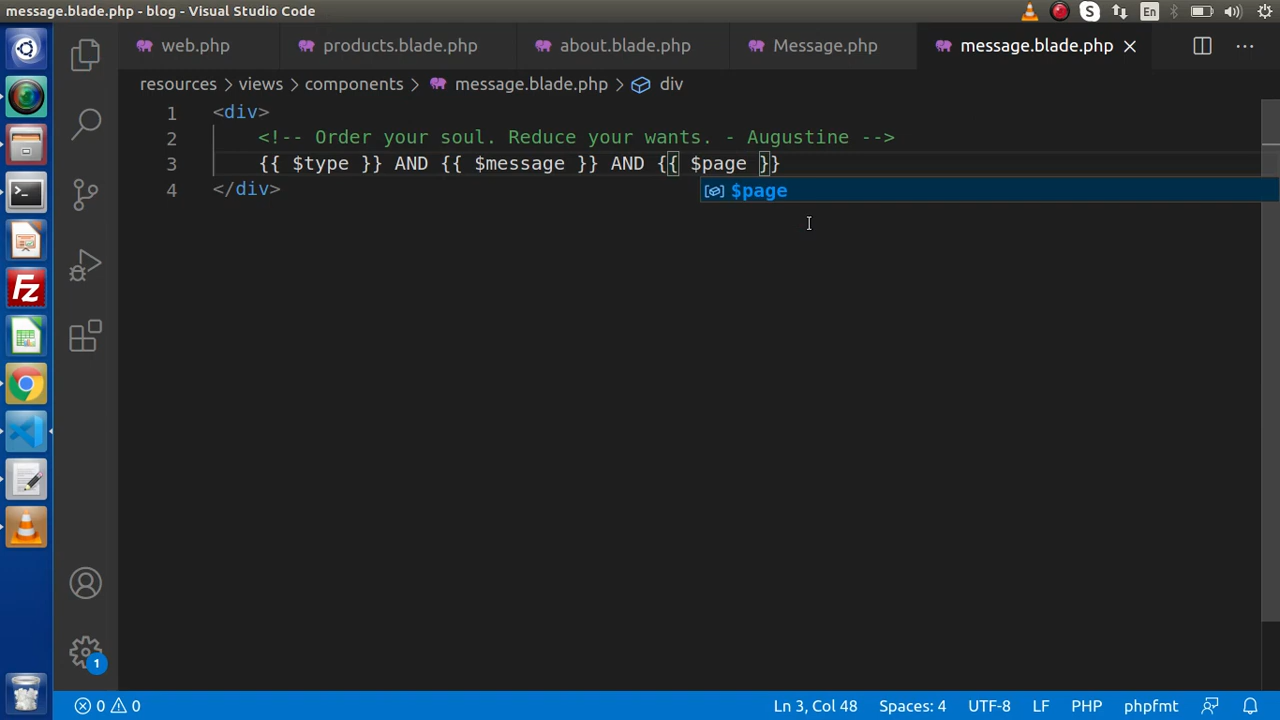 message.blade.php - blog - Visual Studio Code
En
web.php
products.blade.php
about.blade.php
Message.php
message.blade.php
resources > views > components > message.blade.php > div
1 <div>
2 <!-- Order your soul. Reduce your wants. - Augustine -->
3 {{ $type }} AND {{ $message }} AND {{ $page }}
$page
4 </div>
1
0 0
Ln 3, Col 48
Spaces: 4
UTF-8
LF
PHP
phpfmt